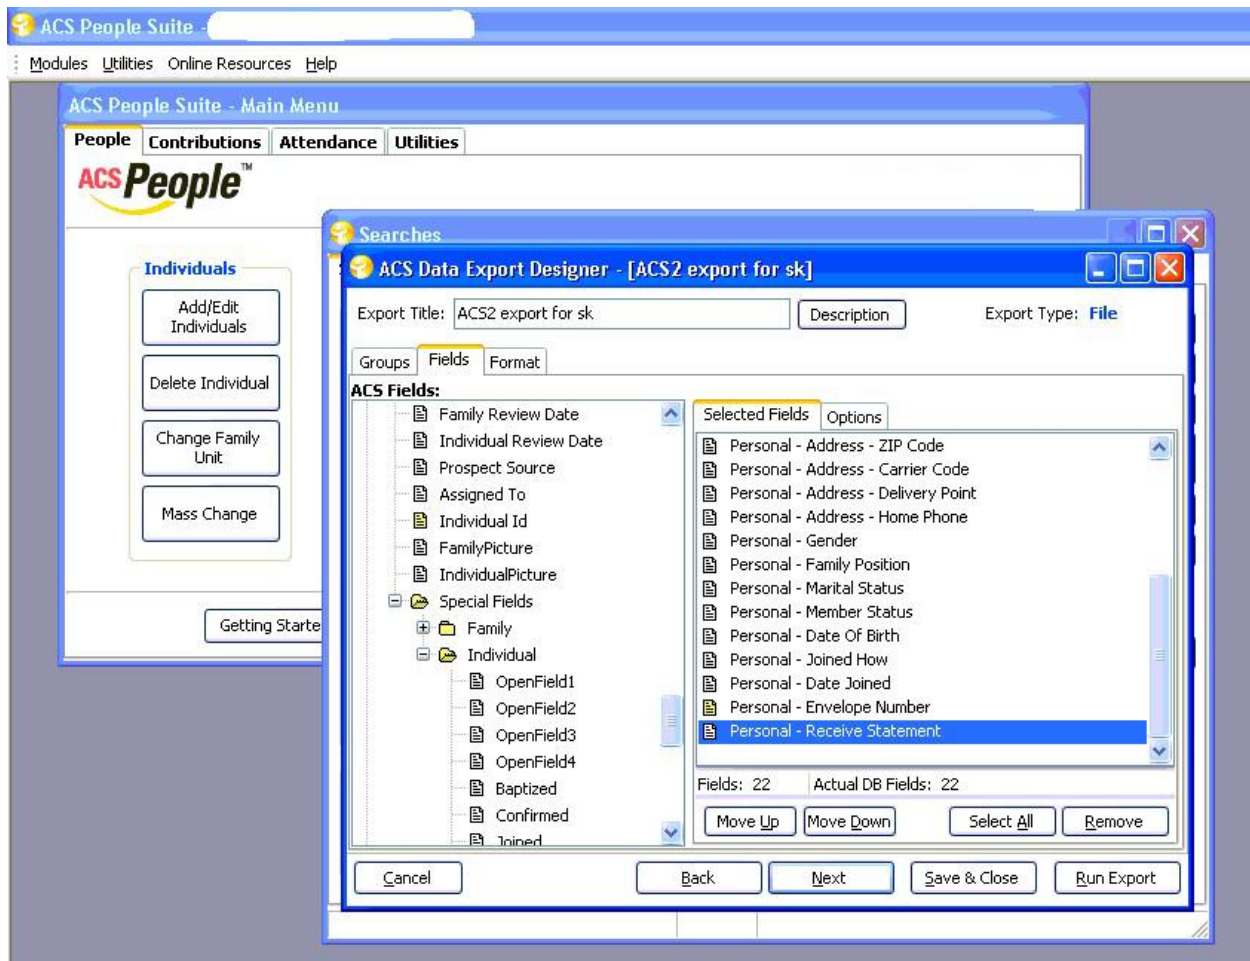 ACS People Suite -
Modules Utilities Online Resources Help
ACS People Suite - Main Menu
People Contributions Attendance Utilities
ACS People™
Individuals
Add/Edit
Individuals
Delete Individual
Change Family
Unit
Mass Change
Getting Starte
Searches
ACS Data Export Designer - [ACS2 export for sk]
Export Title: ACS2 export for sk Description Export Type: File
Groups Fields Format
ACS Fields:
Family Review Date
Individual Review Date
Prospect Source
Assigned To
Individual Id
FamilyPicture
IndividualPicture
Special Fields
Family
Individual
OpenField1
OpenField2
OpenField3
OpenField4
Baptized
Confirmed
Joined
Selected Fields Options
Personal - Address - ZIP Code
Personal - Address - Carrier Code
Personal - Address - Delivery Point
Personal - Address - Home Phone
Personal - Gender
Personal - Family Position
Personal - Marital Status
Personal - Member Status
Personal - Date Of Birth
Personal - Joined How
Personal - Date Joined
Personal - Envelope Number
Personal - Receive Statement
Fields: 22 Actual DB Fields: 22
Move Up Move Down Select All Remove
Cancel Back Next Save & Close Run Export